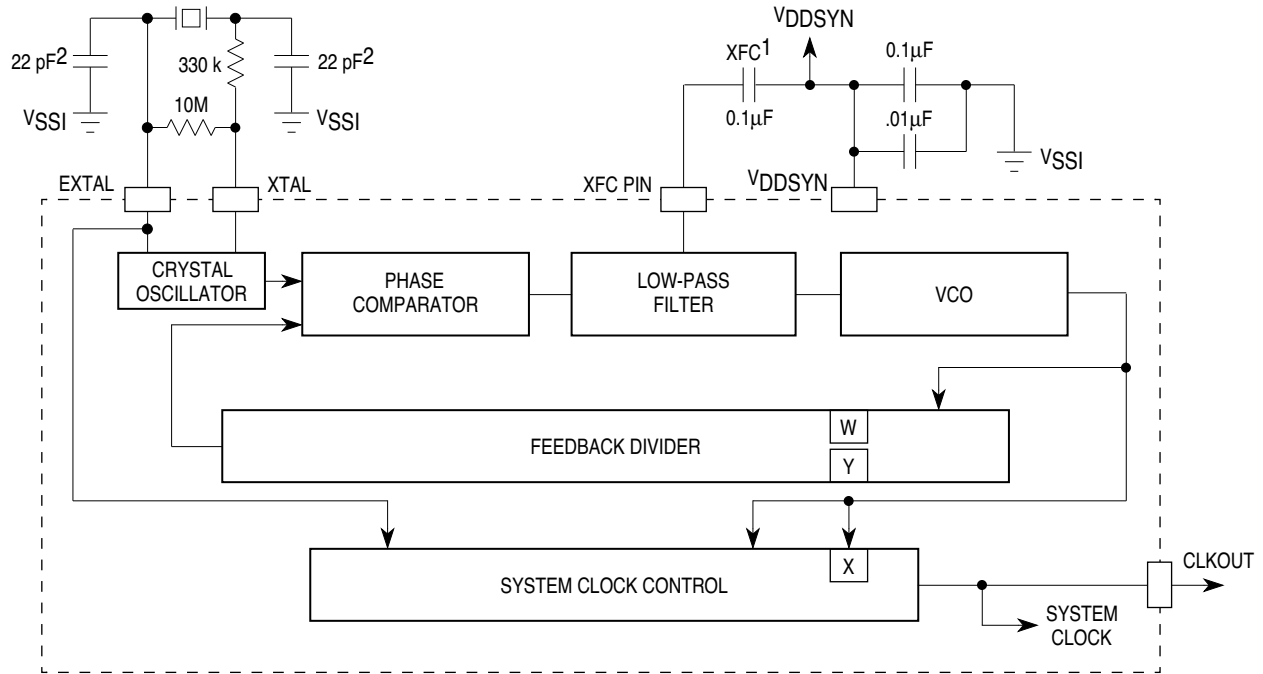 VDDSYN
22 pF2
330 k
22 pF2
XFC1
0.1μF
0.1μF
.01μF
10M
VSSI
VSSI
VSSI
EXTAL
XTAL
XFC PIN
VDDSYN
CRYSTAL
OSCILLATOR
PHASE
COMPARATOR
LOW-PASS
FILTER
VCO
FEEDBACK DIVIDER
W
Y
SYSTEM CLOCK CONTROL
X
CLKOUT
SYSTEM
CLOCK